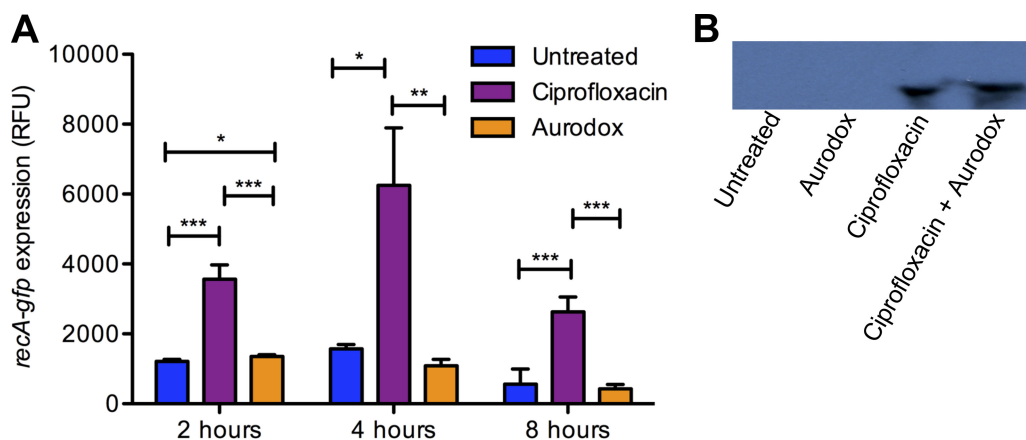 A
recA-gfp expression (RFU)
10000
8000
6000
4000
2000
0
Untreated
Ciprofloxacin
Aurodox
*
***
***
*
**
***
***
2 hours
4 hours
8 hours
B
Untreated
Aurodox
Ciprofloxacin
Ciprofloxacin + Aurodox